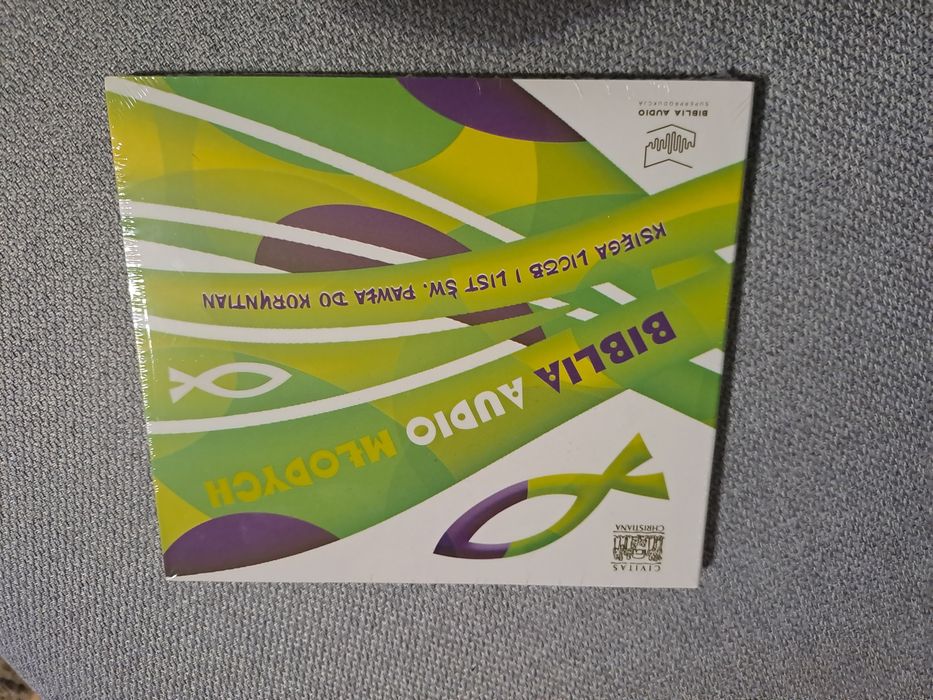 CIVITAS
CHRISTIANA
BIBLIA AUDIO MŁODYCH
KSIĘGA LICZB I LIST ŚW. PAWŁA DO KORYNTIAN
BIBLIA AUDIO
SUPERPRODUKCJA